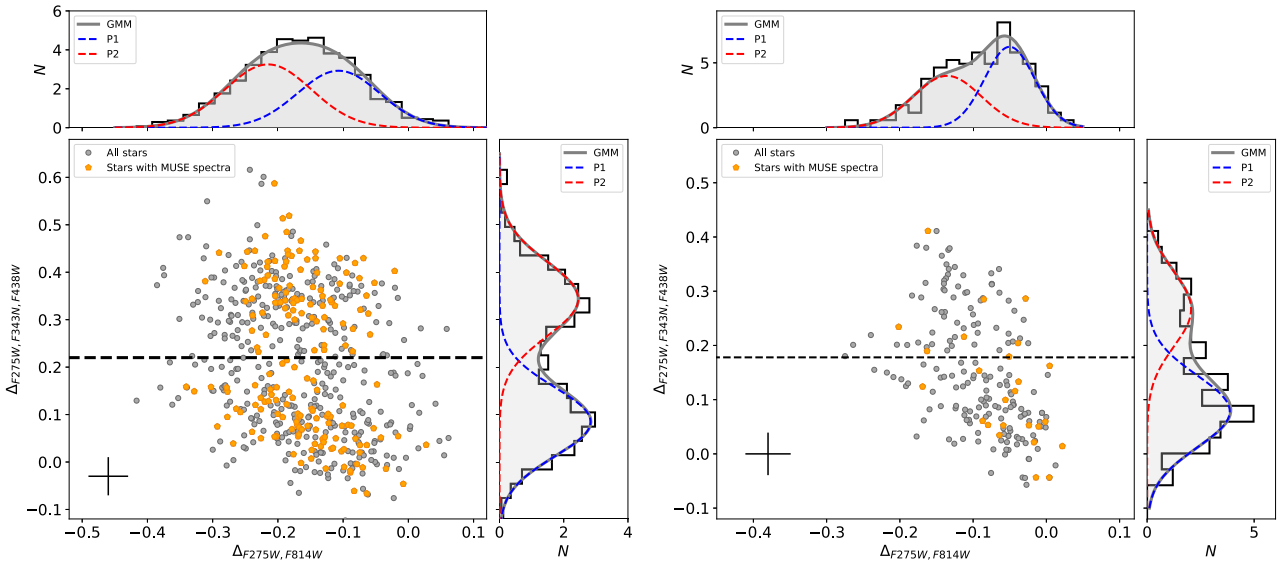 6
4
2
0
N
GMM
P1
P2
All stars
Stars with MUSE spectra
0.6
0.5
0.4
0.3
0.2
0.1
0.0
−0.1
Δ_{F275W, F343N, F438W}
−0.5 −0.4 −0.3 −0.2 −0.1 0.0
Δ_{F275W, F814W}
GMM
P1
P2
0 2 4
N
5
0
N
GMM
P1
P2
All stars
Stars with MUSE spectra
0.5
0.4
0.3
0.2
0.1
0.0
−0.1
Δ_{F275W, F343N, F438W}
−0.4 −0.3 −0.2 −0.1 0.0 0.1
Δ_{F275W, F814W}
GMM
P1
P2
0 5
N